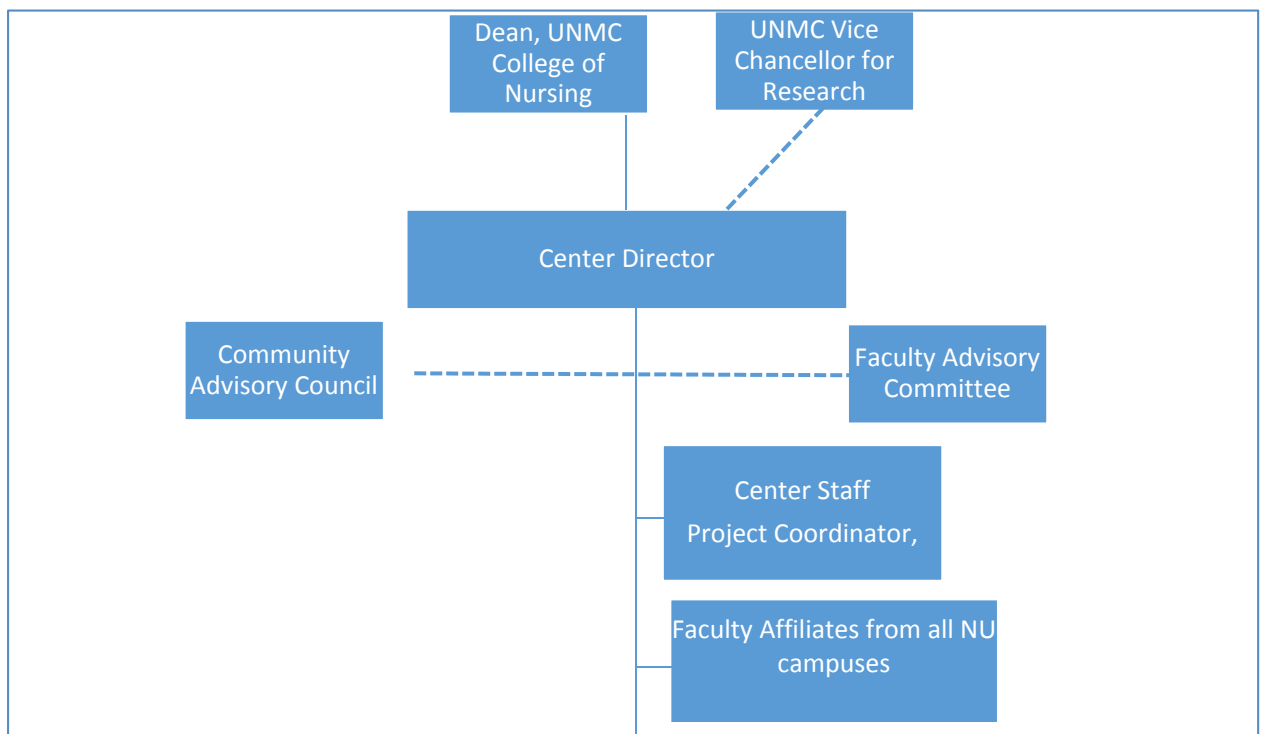 Dean, UNMC
College of
Nursing
UNMC Vice
Chancellor for
Research
Center Director
Community
Advisory Council
Faculty Advisory
Committee
Center Staff
Project Coordinator,
Faculty Affiliates from all NU
campuses